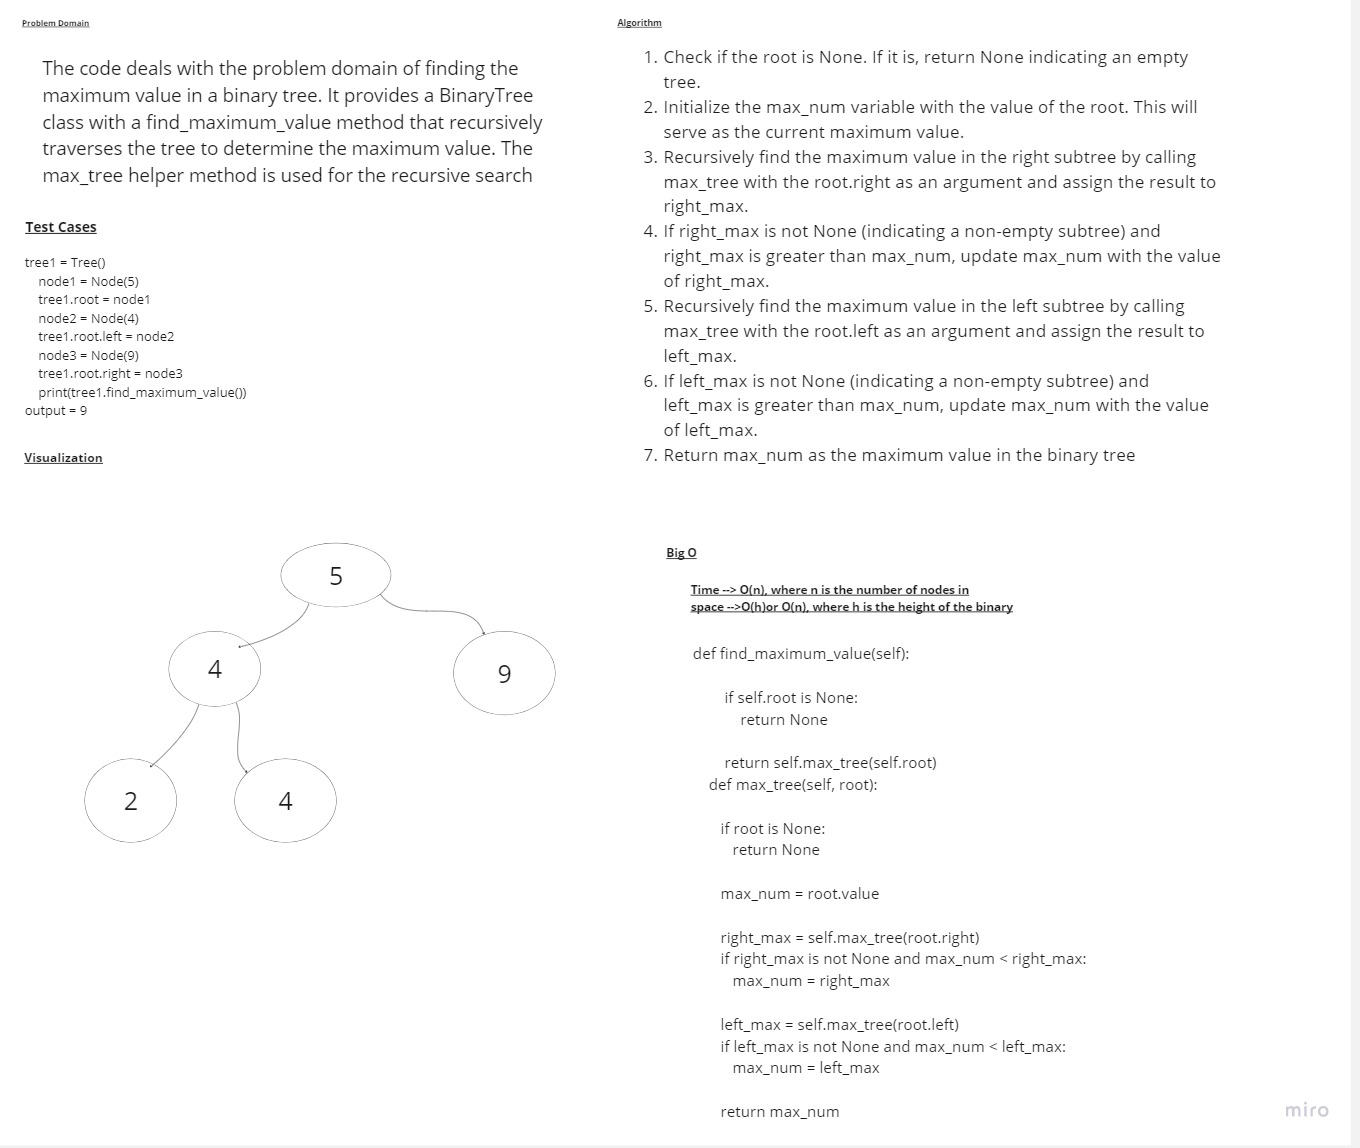 Problem Domain
The code deals with the problem domain of finding the
maximum value in a binary tree. It provides a BinaryTree
class with a find_maximum_value method that recursively
traverses the tree to determine the maximum value. The
max_tree helper method is used for the recursive search
Test Cases
tree1 = Tree()
node1 = Node(5)
tree1.root = node1
node2 = Node(4)
tree1.root.left = node2
node3 = Node(9)
tree1.root.right = node3
print(tree1.find_maximum_value())
output = 9
Visualization
5
4
9
2
4
Algorithm
1. Check if the root is None. If it is, return None indicating an empty
tree.
2. Initialize the max_num variable with the value of the root. This will
serve as the current maximum value.
3. Recursively find the maximum value in the right subtree by calling
max_tree with the root.right as an argument and assign the result to
right_max.
4. If right_max is not None (indicating a non-empty subtree) and
right_max is greater than max_num, update max_num with the value
of right_max.
5. Recursively find the maximum value in the left subtree by calling
max_tree with the root.left as an argument and assign the result to
left_max.
6. If left_max is not None (indicating a non-empty subtree) and
left_max is greater than max_num, update max_num with the value
of left_max.
7. Return max_num as the maximum value in the binary tree
Big O
Time --> O(n), where n is the number of nodes in
space -->O(h)or O(n), where h is the height of the binary
def find_maximum_value(self):
if self.root is None:
return None
return self.max_tree(self.root)
def max_tree(self, root):
if root is None:
return None
max_num = root.value
right_max = self.max_tree(root.right)
if right_max is not None and max_num < right_max:
max_num = right_max
left_max = self.max_tree(root.left)
if left_max is not None and max_num < left_max:
max_num = left_max
return max_num
miro